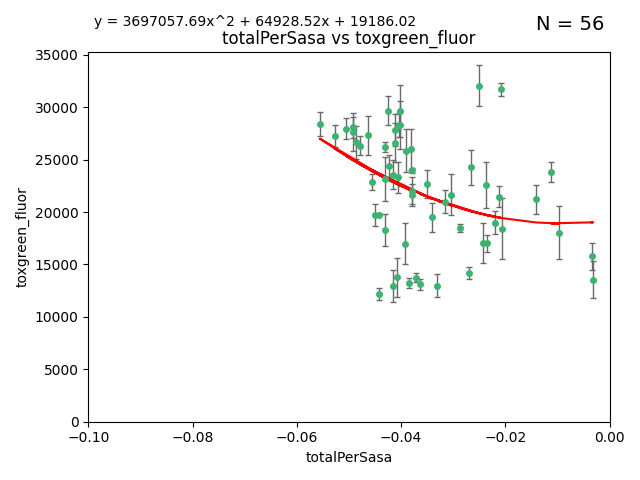 y = 3697057.69x^2 + 64928.52x + 19186.02
N = 56
totalPerSasa vs toxgreen_fluor
35000
30000
25000
20000
15000
10000
5000
0
toxgreen_fluor
−0.10
−0.08
−0.06
−0.04
−0.02
0.00
totalPerSasa